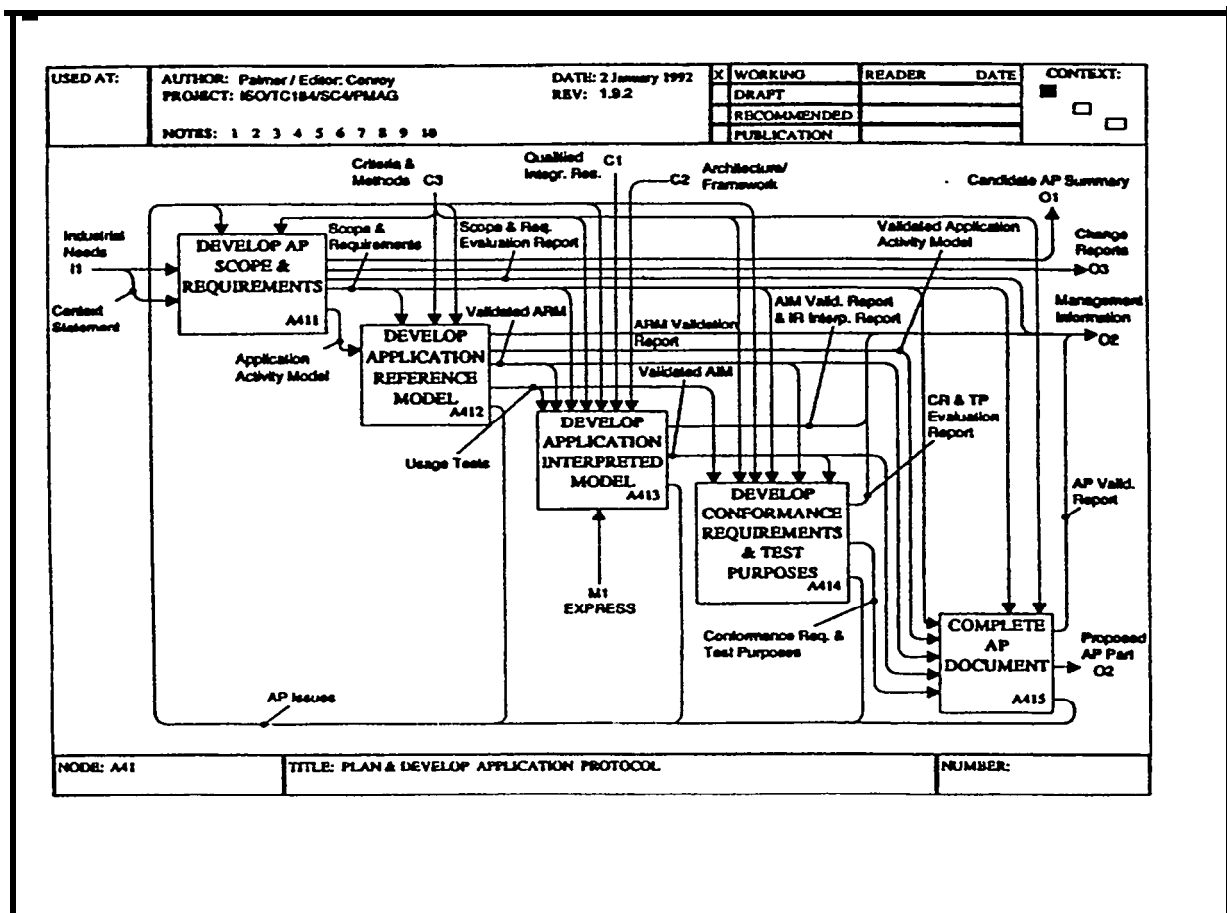 USED AT:
AUTHOR: Palmer / Editor: Conroy
DATE: 2 January 1992
PROJECT: ISO/TC184/SC4/PMAG
REV: 1.9.2
NOTES: 1 2 3 4 5 6 7 8 9 10
X WORKING
DRAFT
RECOMMENDED
PUBLICATION
READER DATE
CONTEXT:
Criteria &
Methods C3
Qualified
Integr. Res.
C1
C2
Architecture/
Framework
Candidate AP Summary
O1
Industrial
Needs
I1
Context
Statement
DEVELOP AP
SCOPE &
REQUIREMENTS
A411
Scope &
Requirements
Scope & Req.
Evaluation Report
Validated Application
Activity Model
Change
Reports
O3
Management
Information
O2
Application
Activity Model
Validated ARM
DEVELOP
APPLICATION
REFERENCE
MODEL
A412
ARM Validation
Report
AIM Valid. Report
& IR Interp. Report
Validated AIM
Usage Tests
DEVELOP
APPLICATION
INTERPRETED
MODEL
A413
CR & TP
Evaluation
Report
AP Valid.
Report
M1
EXPRESS
DEVELOP
CONFORMANCE
REQUIREMENTS
& TEST
PURPOSES
A414
Conformance Req. &
Test Purposes
COMPLETE
AP
DOCUMENT
A415
Proposed
AP Part
O2
AP Issues
NODE: A41
TITLE: PLAN & DEVELOP APPLICATION PROTOCOL
NUMBER: